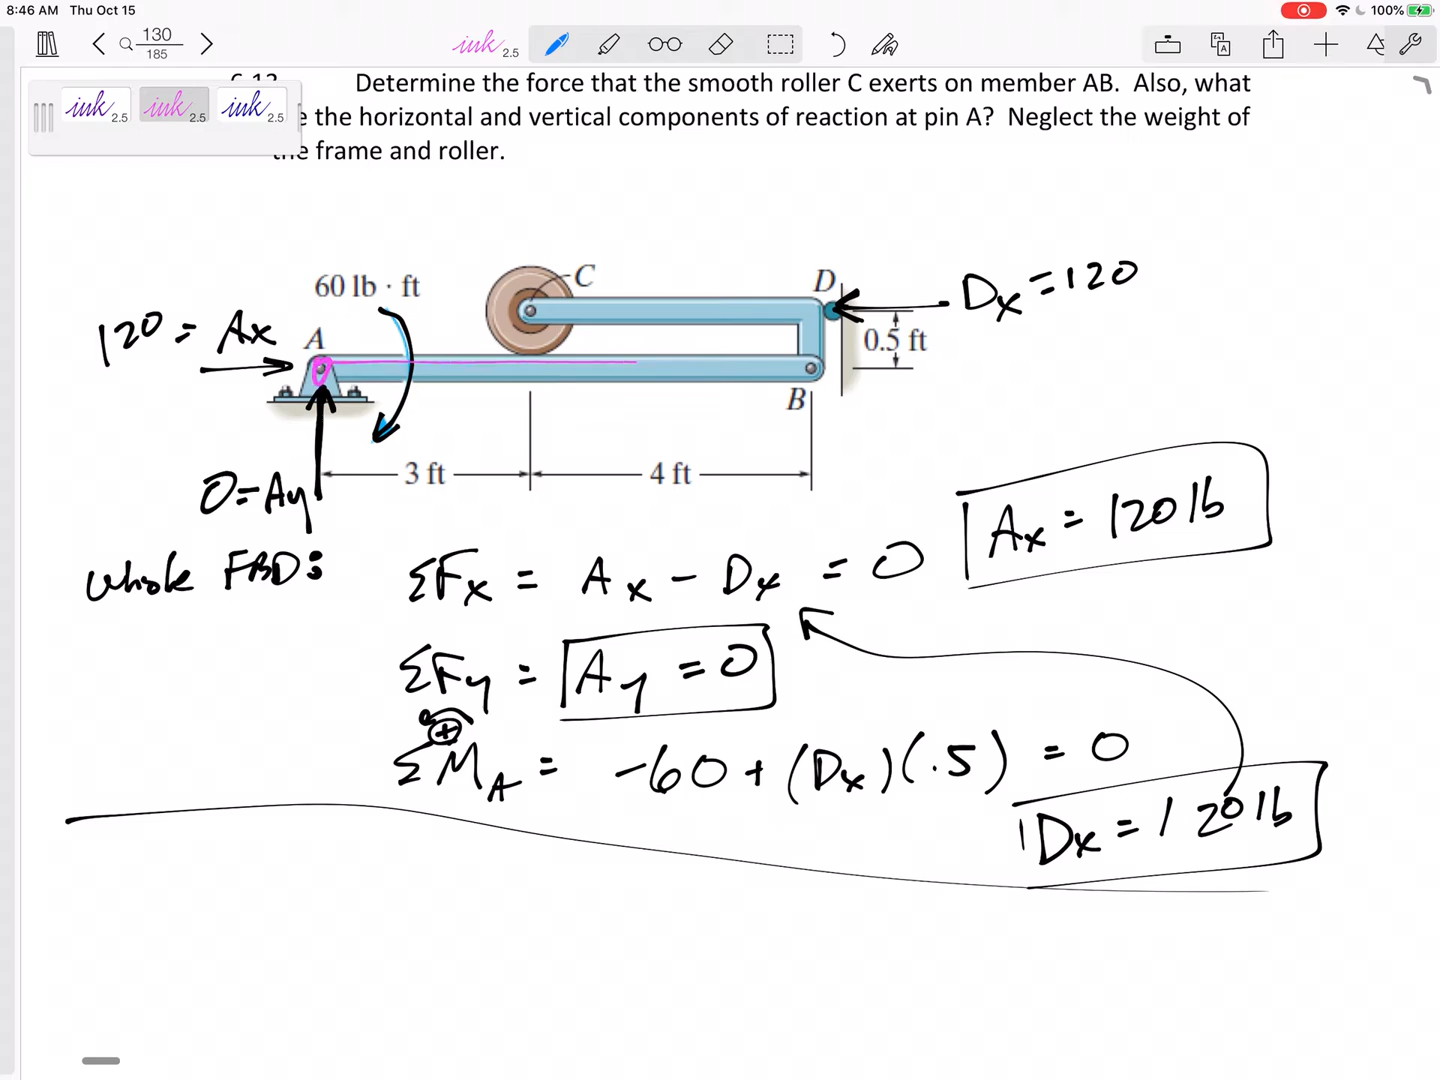 8:46 AM Thu Oct 15
100%
130
185
ink 2.5
ink 2.5 ink 2.5 ink 2.5
Determine the force that the smooth roller C exerts on member AB. Also, what
e the horizontal and vertical components of reaction at pin A? Neglect the weight of
the frame and roller.
60 lb · ft
C
D
Dx = 120
120 = Ax
A
0.5 ft
B
3 ft
4 ft
0 = Ay
Ax = 120 lb
Whole FBD:
ΣFx = Ax - Dx = 0
ΣFy = Ay = 0
+
ΣMA = -60 + (Dx)(.5) = 0
Dx = 120 lb